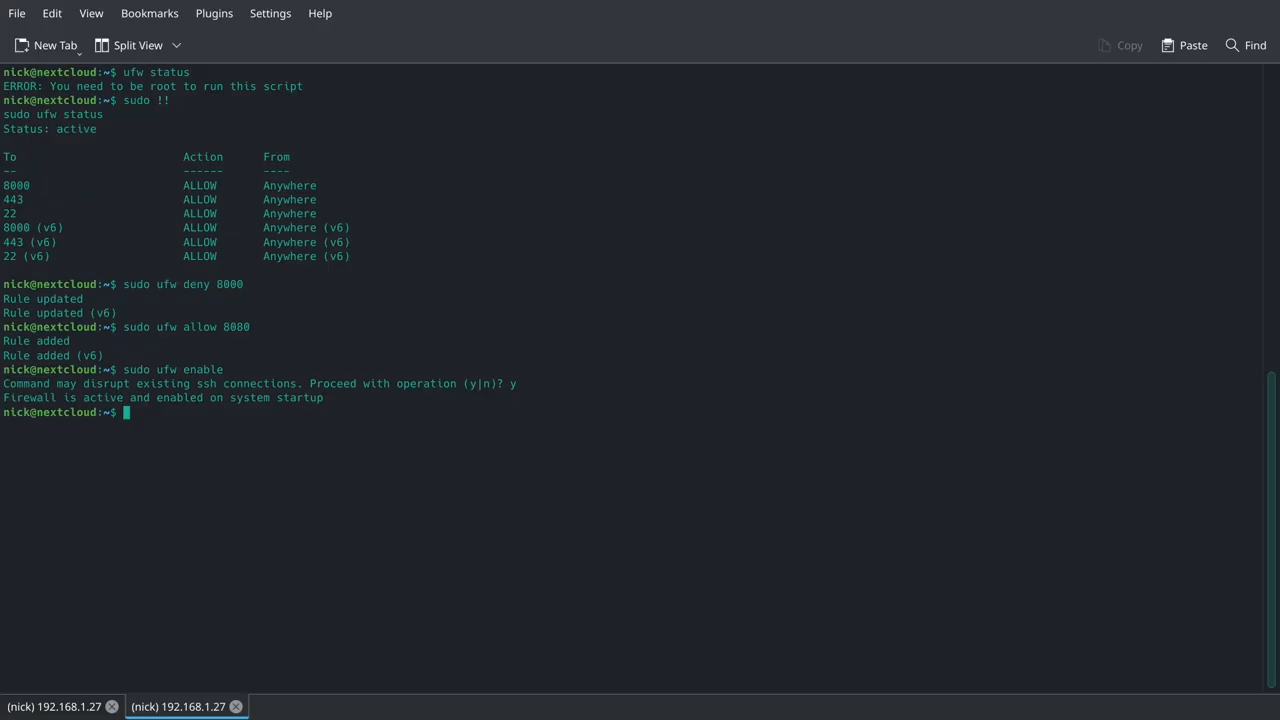 File Edit View Bookmarks Plugins Settings Help
New Tab Split View Copy Paste Find
nick@nextcloud:~$ ufw status
ERROR: You need to be root to run this script
nick@nextcloud:~$ sudo !!
sudo ufw status
Status: active
To Action From
-- ------ ----
8000 ALLOW Anywhere
443 ALLOW Anywhere
22 ALLOW Anywhere
8000 (v6) ALLOW Anywhere (v6)
443 (v6) ALLOW Anywhere (v6)
22 (v6) ALLOW Anywhere (v6)
nick@nextcloud:~$ sudo ufw deny 8000
Rule updated
Rule updated (v6)
nick@nextcloud:~$ sudo ufw allow 8080
Rule added
Rule added (v6)
nick@nextcloud:~$ sudo ufw enable
Command may disrupt existing ssh connections. Proceed with operation (y|n)? y
Firewall is active and enabled on system startup
nick@nextcloud:~$
(nick) 192.168.1.27 (nick) 192.168.1.27